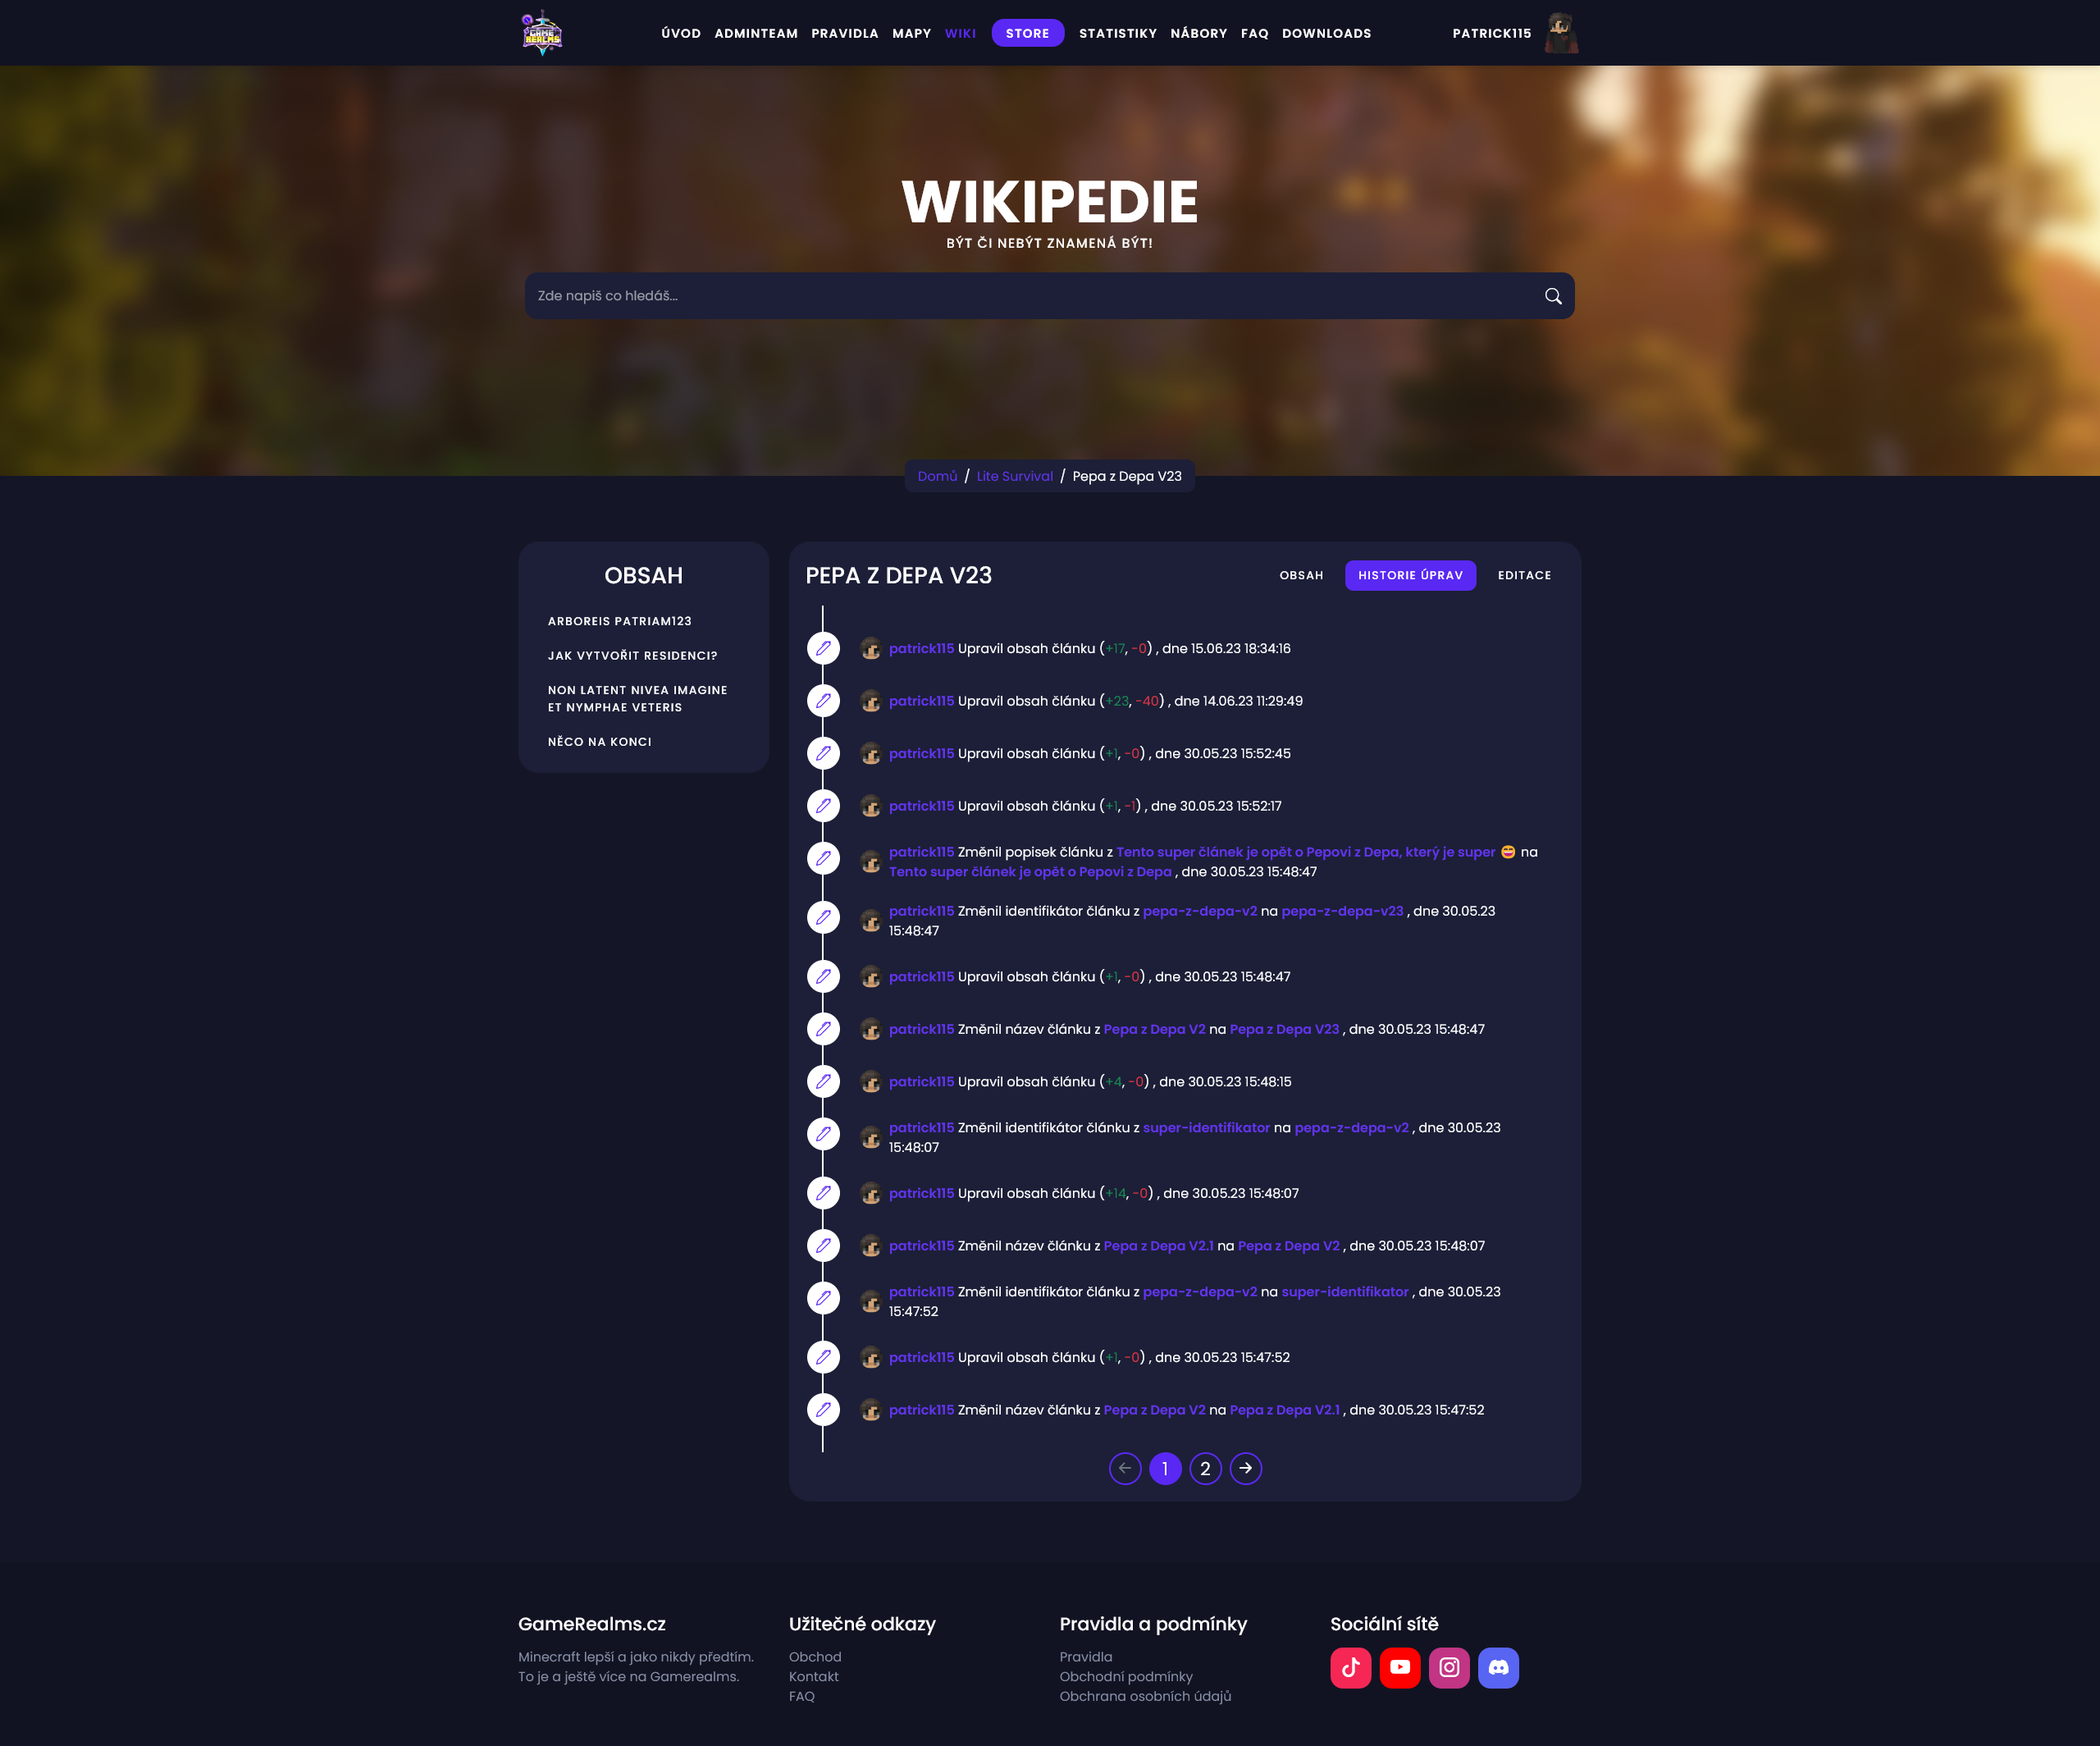 GAME REALMS
ÚVOD ADMINTEAM PRAVIDLA MAPY WIKI STORE STATISTIKY NÁBORY FAQ DOWNLOADS PATRICK115
WIKIPEDIE
BÝT ČI NEBÝT ZNAMENÁ BÝT!
Zde napiš co hledáš...
Domů / Lite Survival / Pepa z Depa V23
OBSAH
ARBOREIS PATRIAM123
JAK VYTVOŘIT RESIDENCI?
NON LATENT NIVEA IMAGINE
ET NYMPHAE VETERIS
NĚCO NA KONCI
PEPA Z DEPA V23
OBSAH HISTORIE ÚPRAV EDITACE
patrick115 Upravil obsah článku (+17, -0) , dne 15.06.23 18:34:16
patrick115 Upravil obsah článku (+23, -40) , dne 14.06.23 11:29:49
patrick115 Upravil obsah článku (+1, -0) , dne 30.05.23 15:52:45
patrick115 Upravil obsah článku (+1, -1) , dne 30.05.23 15:52:17
patrick115 Změnil popisek článku z Tento super článek je opět o Pepovi z Depa, který je super 😄 na
Tento super článek je opět o Pepovi z Depa , dne 30.05.23 15:48:47
patrick115 Změnil identifikátor článku z pepa-z-depa-v2 na pepa-z-depa-v23 , dne 30.05.23
15:48:47
patrick115 Upravil obsah článku (+1, -0) , dne 30.05.23 15:48:47
patrick115 Změnil název článku z Pepa z Depa V2 na Pepa z Depa V23 , dne 30.05.23 15:48:47
patrick115 Upravil obsah článku (+4, -0) , dne 30.05.23 15:48:15
patrick115 Změnil identifikátor článku z super-identifikator na pepa-z-depa-v2 , dne 30.05.23
15:48:07
patrick115 Upravil obsah článku (+14, -0) , dne 30.05.23 15:48:07
patrick115 Změnil název článku z Pepa z Depa V2.1 na Pepa z Depa V2 , dne 30.05.23 15:48:07
patrick115 Změnil identifikátor článku z pepa-z-depa-v2 na super-identifikator , dne 30.05.23
15:47:52
patrick115 Upravil obsah článku (+1, -0) , dne 30.05.23 15:47:52
patrick115 Změnil název článku z Pepa z Depa V2 na Pepa z Depa V2.1 , dne 30.05.23 15:47:52
← 1 2 →
GameRealms.cz
Minecraft lepší a jako nikdy předtím.
To je a ještě více na Gamerealms.
Užitečné odkazy
Obchod
Kontakt
FAQ
Pravidla a podmínky
Pravidla
Obchodní podmínky
Obchrana osobních údajů
Sociální sítě